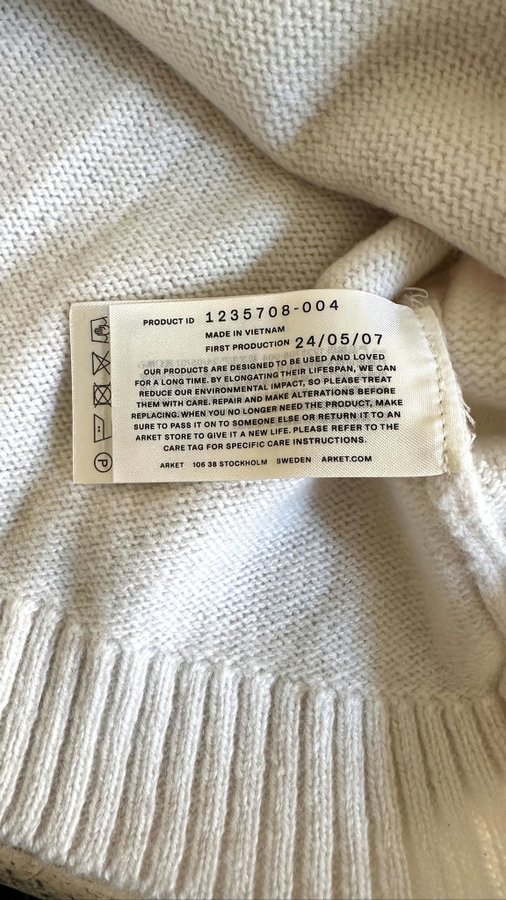 PRODUCT ID 1235708-004
MADE IN VIETNAM
FIRST PRODUCTION 24/05/07
OUR PRODUCTS ARE DESIGNED TO BE USED AND LOVED
FOR A LONG TIME. BY ELONGATING THEIR LIFESPAN, WE CAN
REDUCE OUR ENVIRONMENTAL IMPACT, SO PLEASE TREAT
THEM WITH CARE. REPAIR AND MAKE ALTERATIONS BEFORE
REPLACING. WHEN YOU NO LONGER NEED THE PRODUCT, MAKE
SURE TO PASS IT ON TO SOMEONE ELSE OR RETURN IT TO AN
ARKET STORE TO GIVE IT A NEW LIFE. PLEASE REFER TO THE
CARE TAG FOR SPECIFIC CARE INSTRUCTIONS.
ARKET 106 38 STOCKHOLM SWEDEN ARKET.COM
P